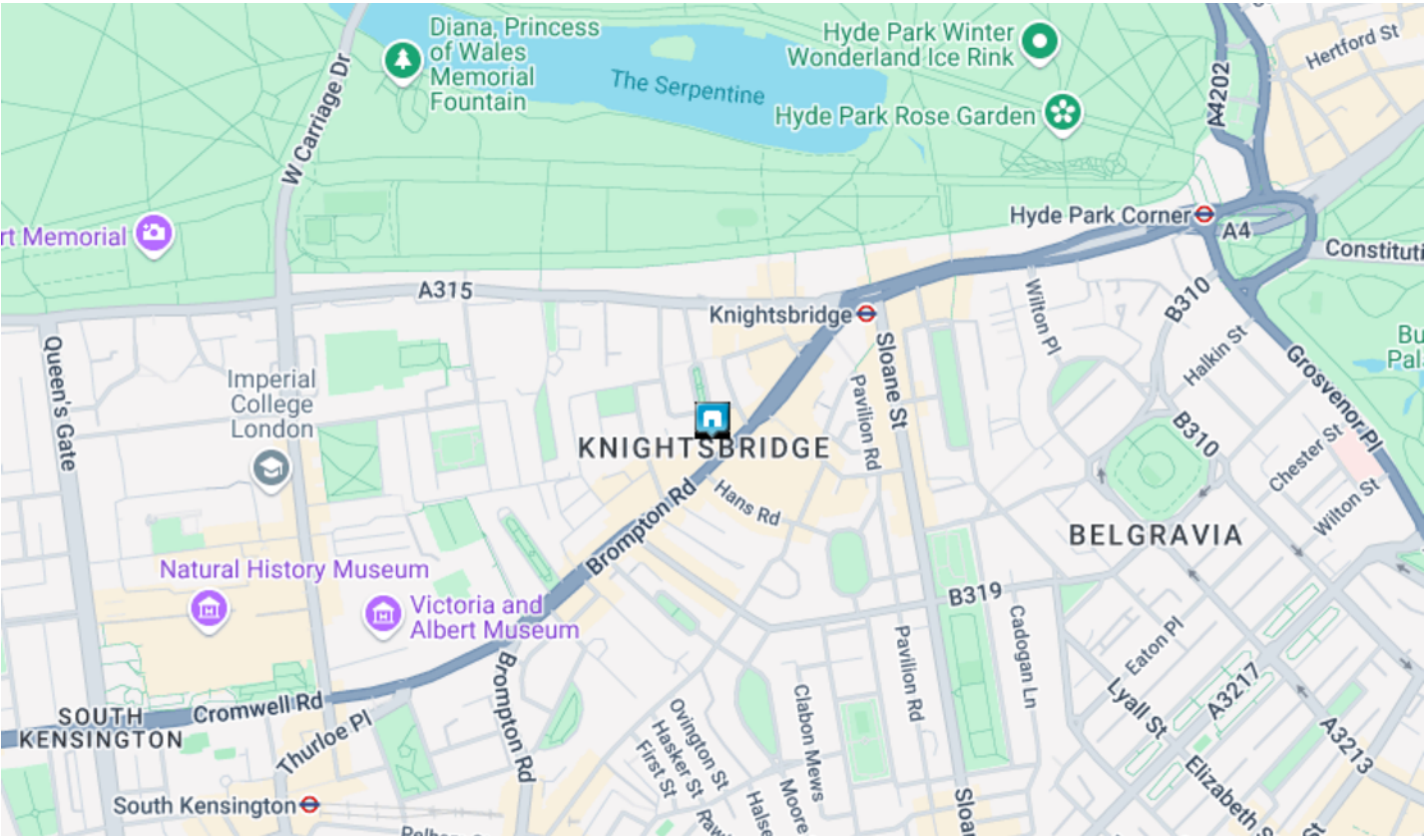 Diana, Princess
of Wales
Memorial
Fountain
The Serpentine
Hyde Park Winter
Wonderland Ice Rink
Hyde Park Rose Garden
A4202
Hertford St
W Carriage Dr
rt Memorial
Hyde Park Corner
A4
Constituti
A315
Knightsbridge
Wilton Pl
B310
Halkin St
Bu
Pal
Queen's Gate
Imperial
College
London
Sloane St
Pavilion Rd
Grosvenor Pl
KNIGHTSBRIDGE
B310
Chester St
Wilton St
Hans Rd
Brompton Rd
BELGRAVIA
Natural History Museum
Victoria and
Albert Museum
B319
Cadogan Ln
Pavilion Rd
Eaton Pl
Lyall St
A3217
A3213
Elizabeth S
SOUTH
KENSINGTON
Cromwell Rd
Thurloe Pl
Brompton Rd
Ovington St
Hasker St
First St
Clabon Mews
Moore
Halse
Raw
Sloan
South Kensington